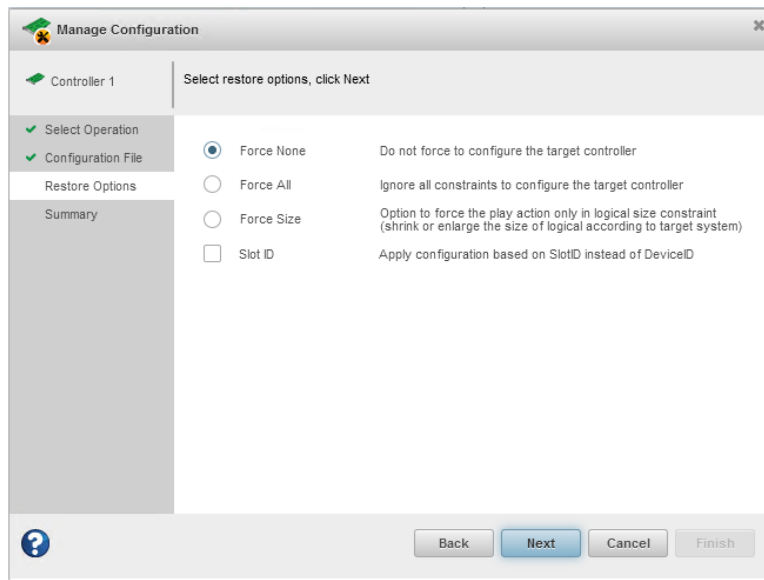 Manage Configuration
Controller 1
Select restore options, click Next
Select Operation
Configuration File
Restore Options
Summary
Force None Do not force to configure the target controller
Force All Ignore all constraints to configure the target controller
Force Size Option to force the play action only in logical size constraint
(shrink or enlarge the size of logical according to target system)
Slot ID Apply configuration based on SlotID instead of DeviceID
Back Next Cancel Finish